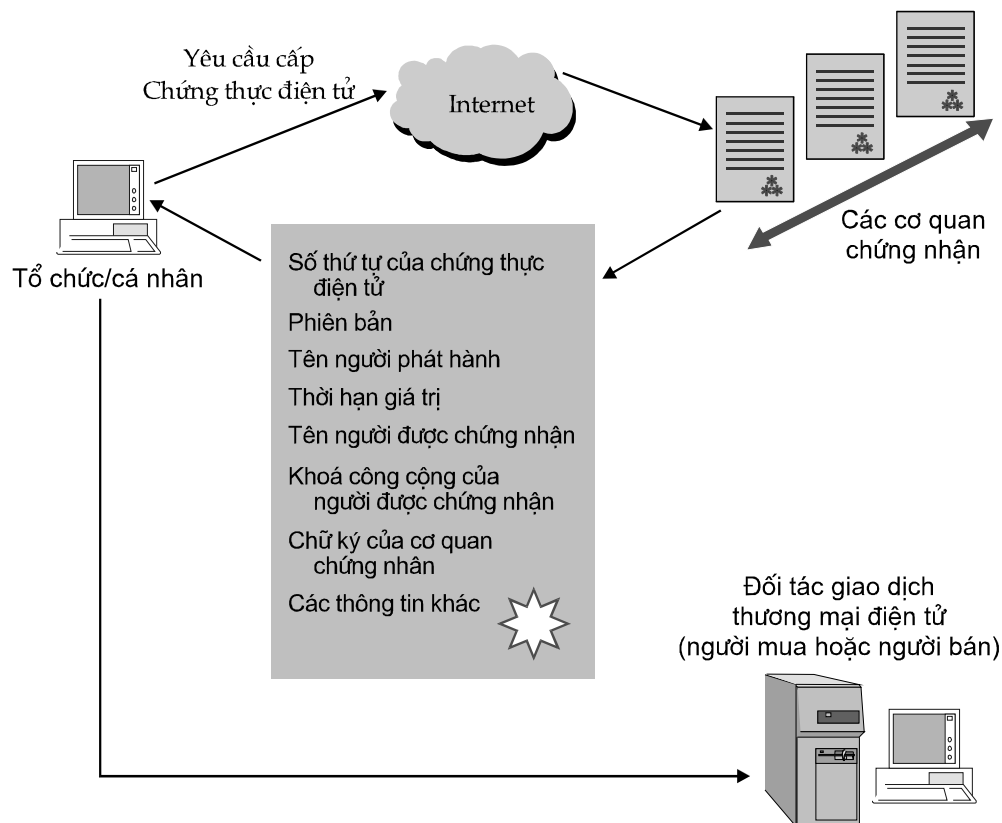 Yêu cầu cấp
Chứng thực điện tử
Internet
Các cơ quan
chứng nhận
Tổ chức/cá nhân
Số thứ tự của chứng thực
điện tử
Phiên bản
Tên người phát hành
Thời hạn giá trị
Tên người được chứng nhận
Khoá công cộng của
người được chứng nhận
Chữ ký của cơ quan
chứng nhân
Các thông tin khác
Đối tác giao dịch
thương mại điện tử
(người mua hoặc người bán)